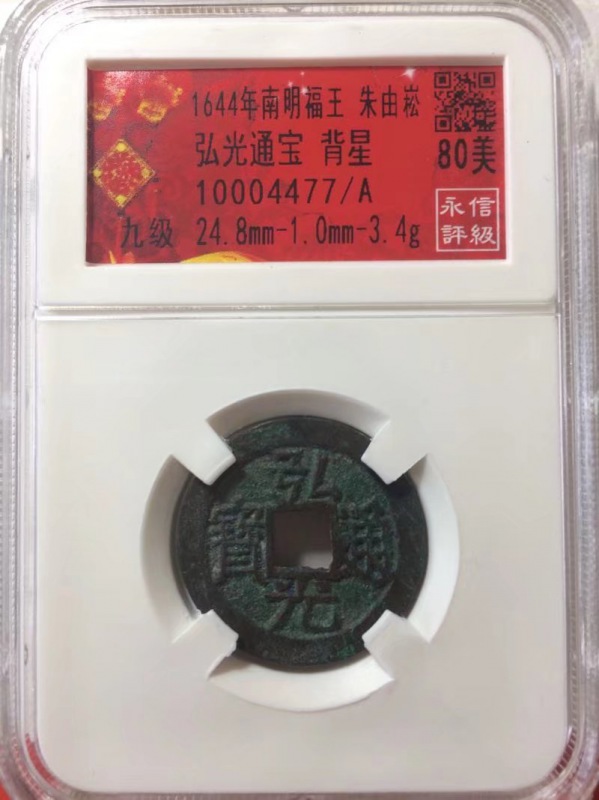 1644年南明福王 朱由崧
弘光通宝 背星
80美
10004477/A
九级 24.8mm-1.0mm-3.4g
永信
評級
弘光通寶